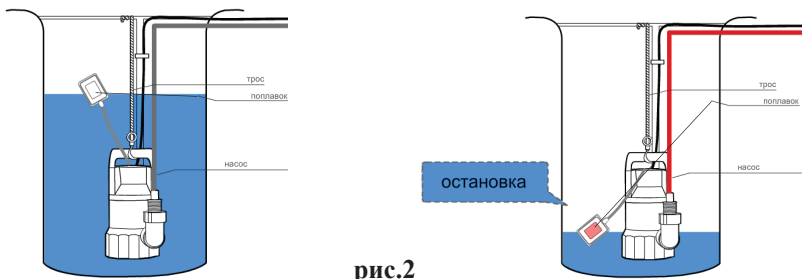 трос
поплавок
насос
трос
поплавок
насос
остановка
рис.2